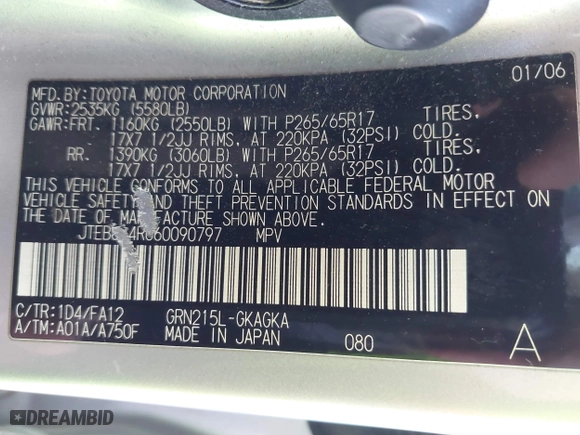 MFD.BY:TOYOTA MOTOR CORPORATION 01/06
GVWR:2535KG (5580LB)
GAWR:FRT. 1160KG (2550LB) WITH P265/65R17 TIRES,
17X7 1/2JJ RIMS, AT 220KPA (32PSI) COLD.
RR. 1390KG (3060LB) WITH P265/65R17 TIRES,
17X7 1/2JJ RIMS, AT 220KPA (32PSI) COLD.
THIS VEHICLE CONFORMS TO ALL APPLICABLE FEDERAL MOTOR
VEHICLE SAFETY AND THEFT PREVENTION STANDARDS IN EFFECT ON
THE DATE OF MANUFACTURE SHOWN ABOVE.
MPV
C/TR:1D4/FA12 GRN215L-GKAGKA
A/TM:A01A/A750F MADE IN JAPAN 080 A
DREAMBID